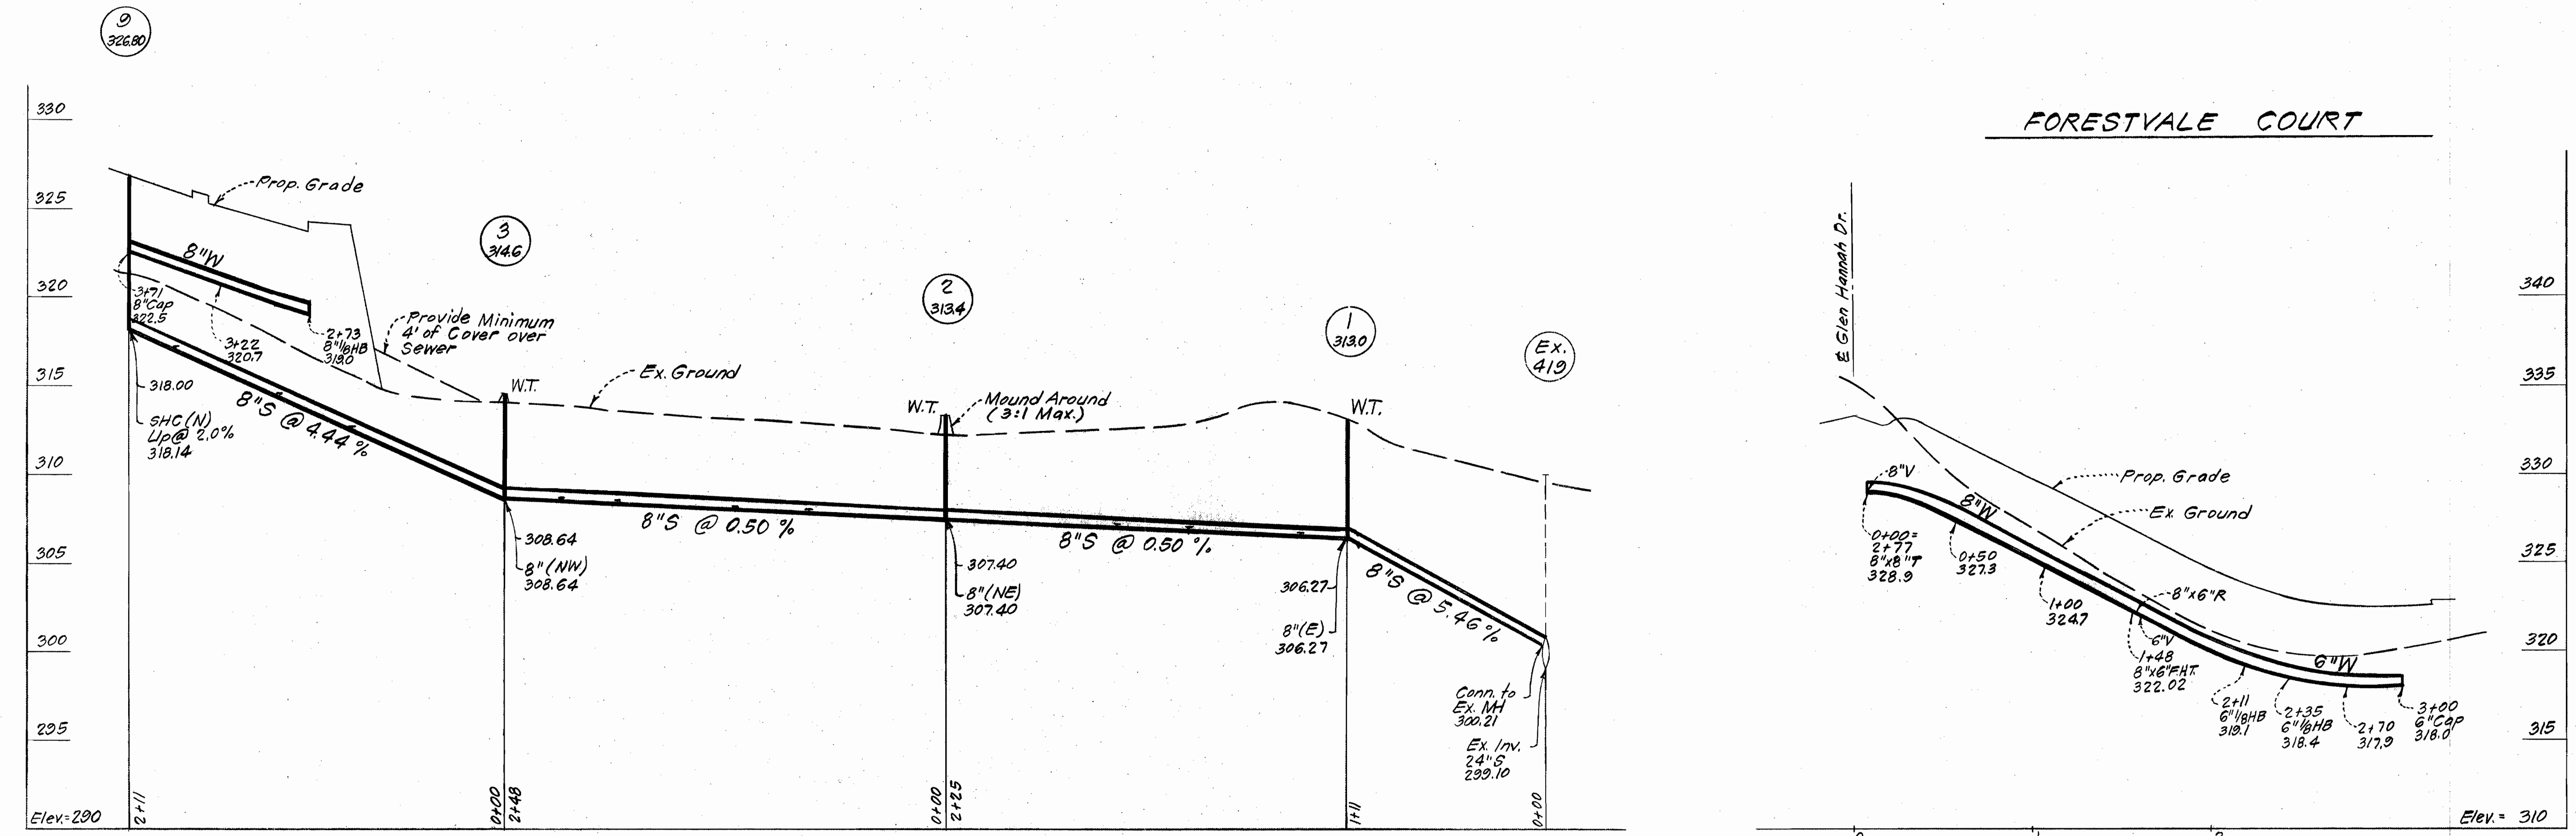 9
326.80
330
325
320
315
310
305
300
295
Elev.=290
Prop. Grade
8"W
3+71
8"Cap
322.5
3+22
320.7
2+73
8"1/8HB
319.0
Provide Minimum
4' of Cover over
Sewer
318.00
SHC(N)
Up@ 2.0%
318.14
8"S @ 4.44 %
3
314.6
W.T.
Ex. Ground
308.64
8"(NW)
308.64
8"S @ 0.50 %
2
313.4
W.T.
Mound Around
(3:1 Max.)
307.40
8"(NE)
307.40
8"S @ 0.50 %
1
313.0
W.T.
306.27
8"(E)
306.27
8"S @ 5.46 %
Ex.
419
Conn. to
Ex. MH
300.21
Ex. Inv.
24"S
299.10
2+11
0+00
2+48
0+00
2+25
1+11
0+00
FORESTVALE COURT
℄ Glen Hannah Dr.
8"V
8"W
Prop. Grade
Ex. Ground
0+00=
2+77
8"x8"T
328.9
0+50
327.3
1+00
324.7
8"x6"R
6"V
1+48
8"x6"F.H.T.
322.02
2+11
6"1/8HB
319.1
2+35
6"1/8HB
318.4
6"W
2+70
317.9
3+00
6"Cap
318.0
340
335
330
325
320
315
Elev. = 310